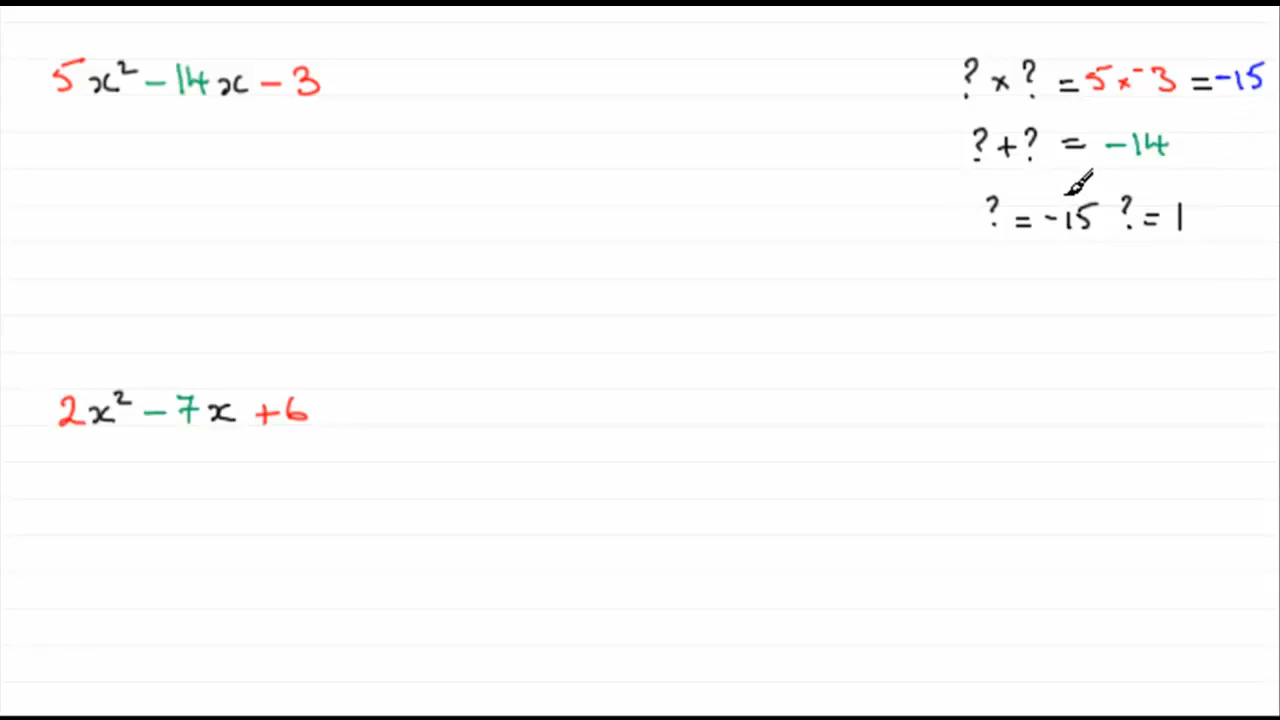 5x² - 14x - 3
? × ? = 5 × -3 = -15
? + ? = -14
? = -15 ? = 1
2x² - 7x + 6